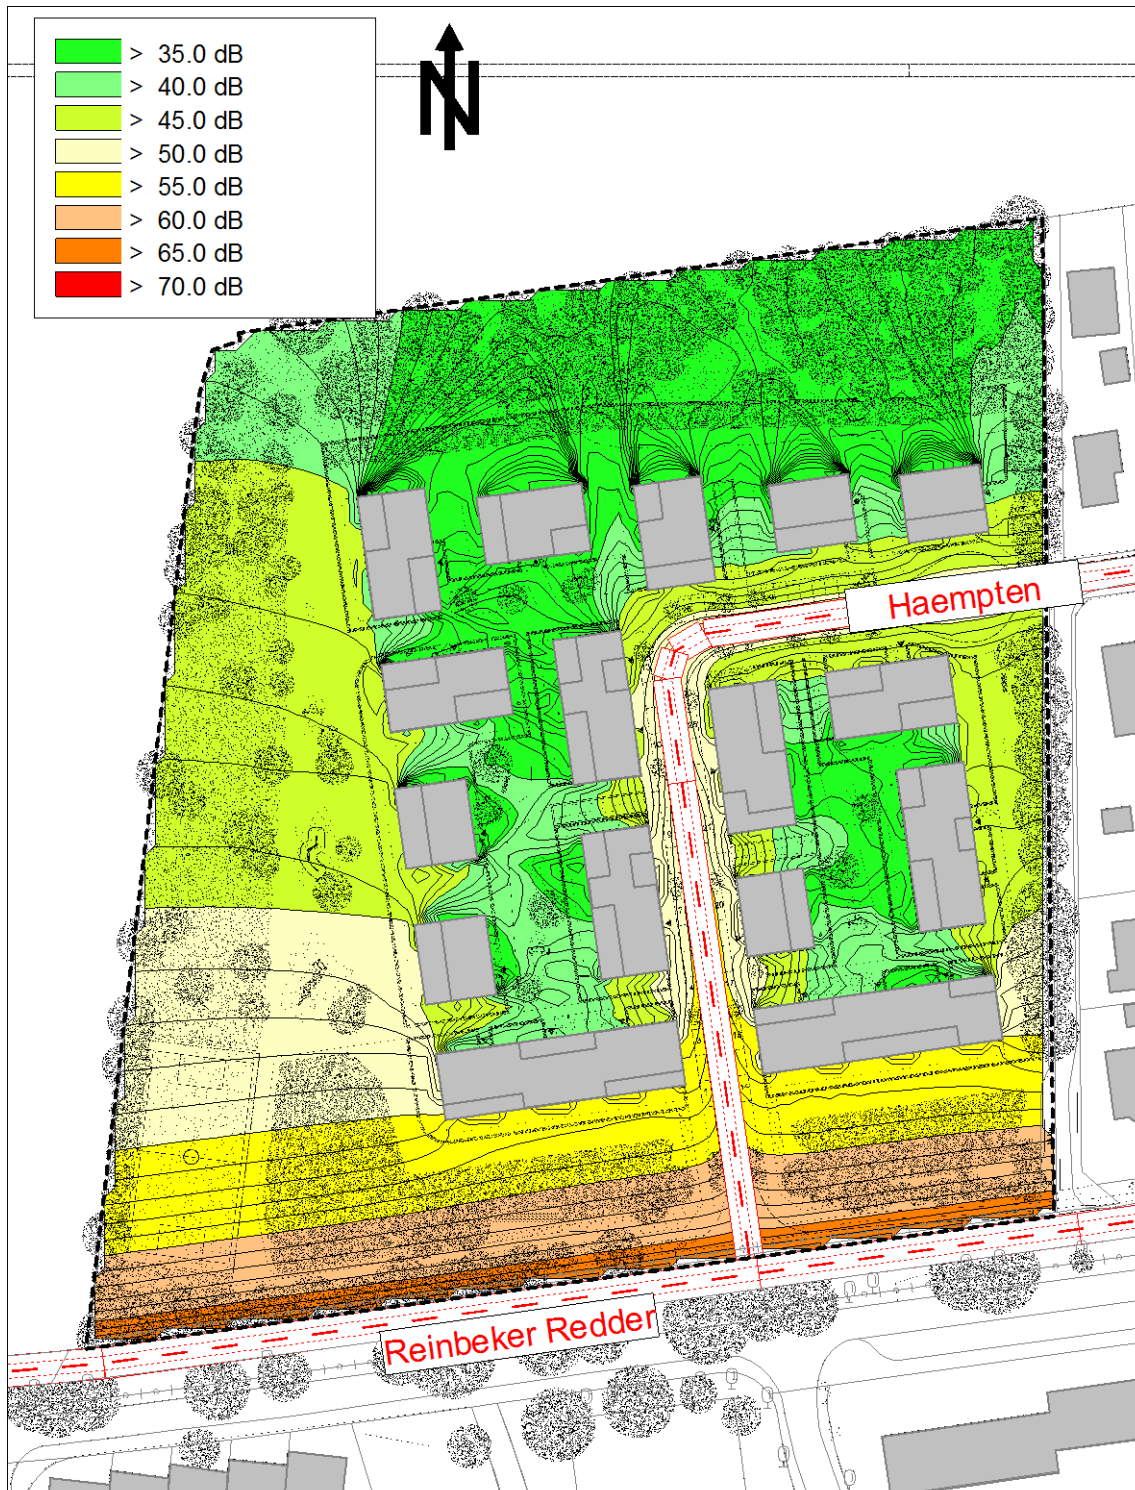 > 35.0 dB
> 40.0 dB
> 45.0 dB
> 50.0 dB
> 55.0 dB
> 60.0 dB
> 65.0 dB
> 70.0 dB
N
Haempten
Reinbeker Redder